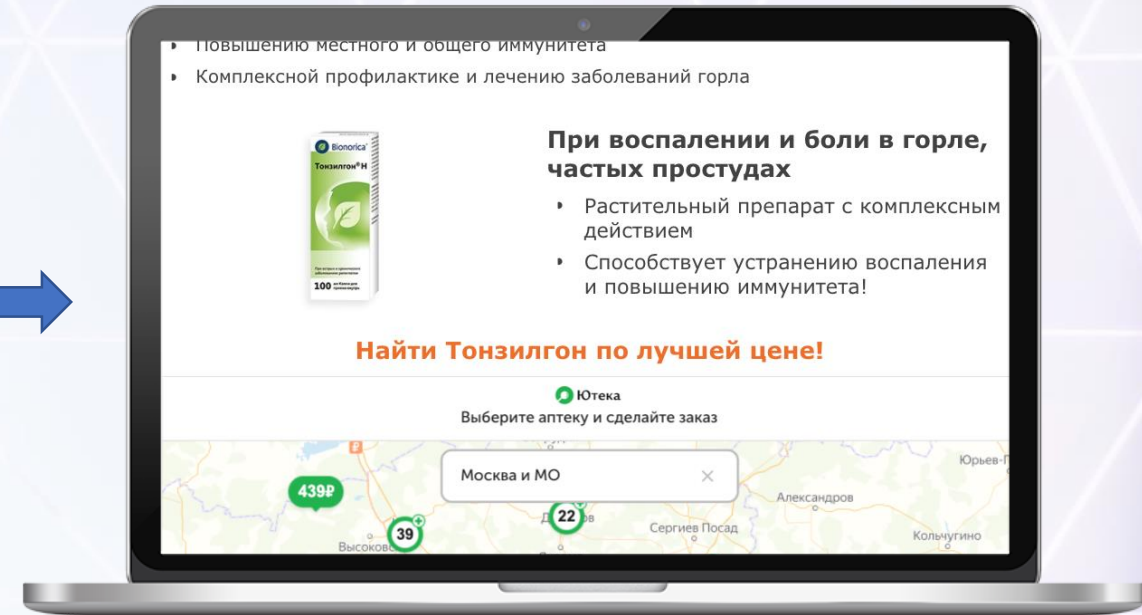 Повышению местного и общего иммунитета
Комплексной профилактике и лечению заболеваний горла
Bionorica
Тонзилгон® Н
100
При воспалении и боли в горле,
частых простудах
Растительный препарат с комплексным
действием
Способствует устранению воспаления
и повышению иммунитета!
Найти Тонзилгон по лучшей цене!
Ютека
Выберите аптеку и сделайте заказ
Москва и МО
Юрьев-П
439₽
Александров
22
39
Сергиев Посад
Кольчугино